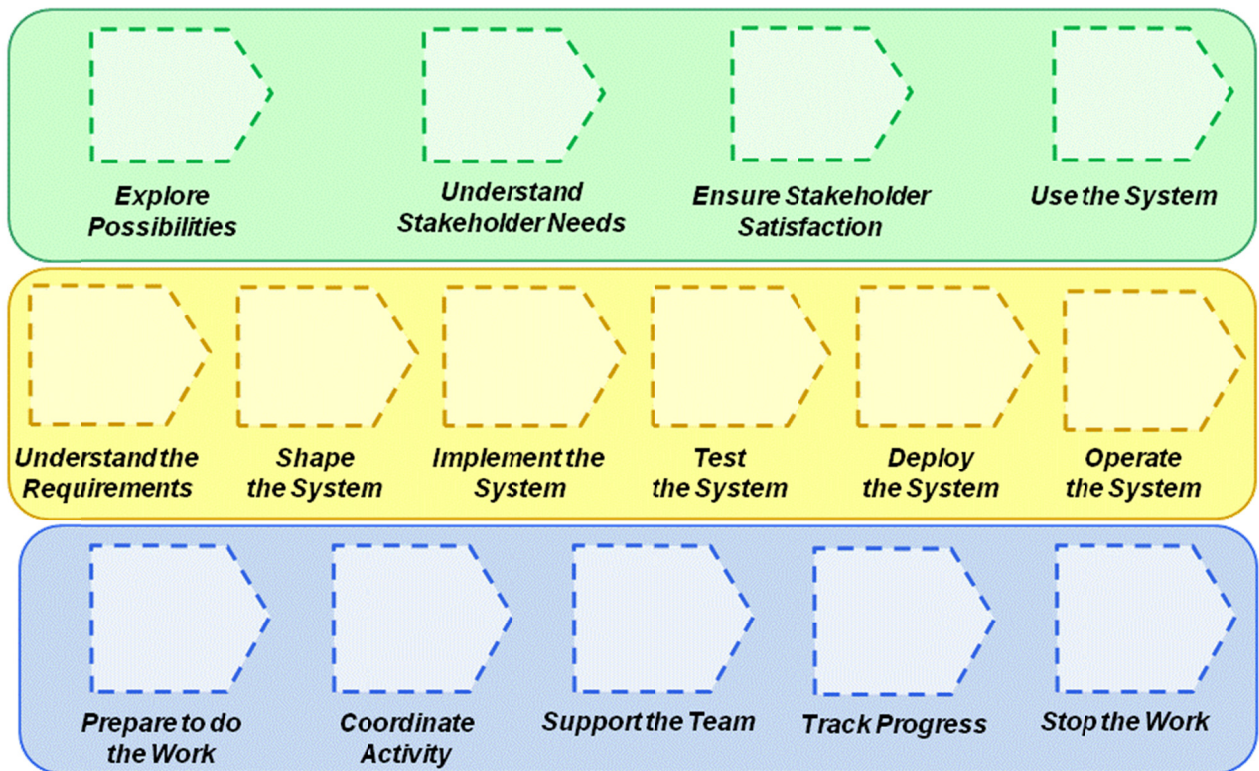 Explore
Possibilities
Understand
Stakeholder Needs
Ensure Stakeholder
Satisfaction
Use the System
Understand the
Requirements
Shape
the System
Implement the
System
Test
the System
Deploy
the System
Operate
the System
Prepare to do
the Work
Coordinate
Activity
Support the Team
Track Progress
Stop the Work